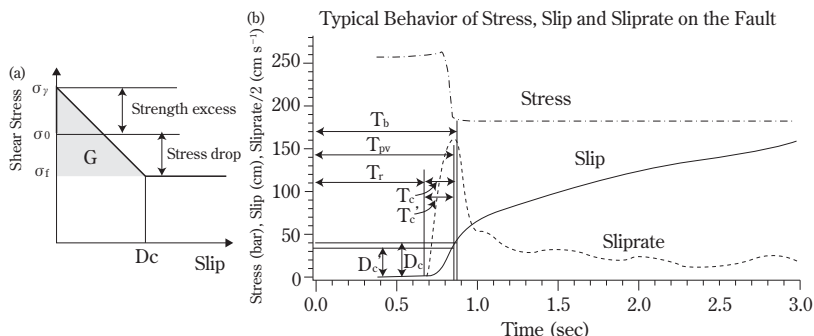 (a)
Shear Stress
σγ
σ0
σf
Strength excess
Stress drop
G
Dc
Slip
(b)
Typical Behavior of Stress, Slip and Sliprate on the Fault
Stress (bar), Slip (cm), Sliprate/2 (cm s⁻¹)
250
200
150
100
50
0
Stress
Slip
Sliprate
Tb
Tpv
Tr
Tc
Tc'
Dc'
Dc
0.0 0.5 1.0 1.5 2.0 2.5 3.0
Time (sec)